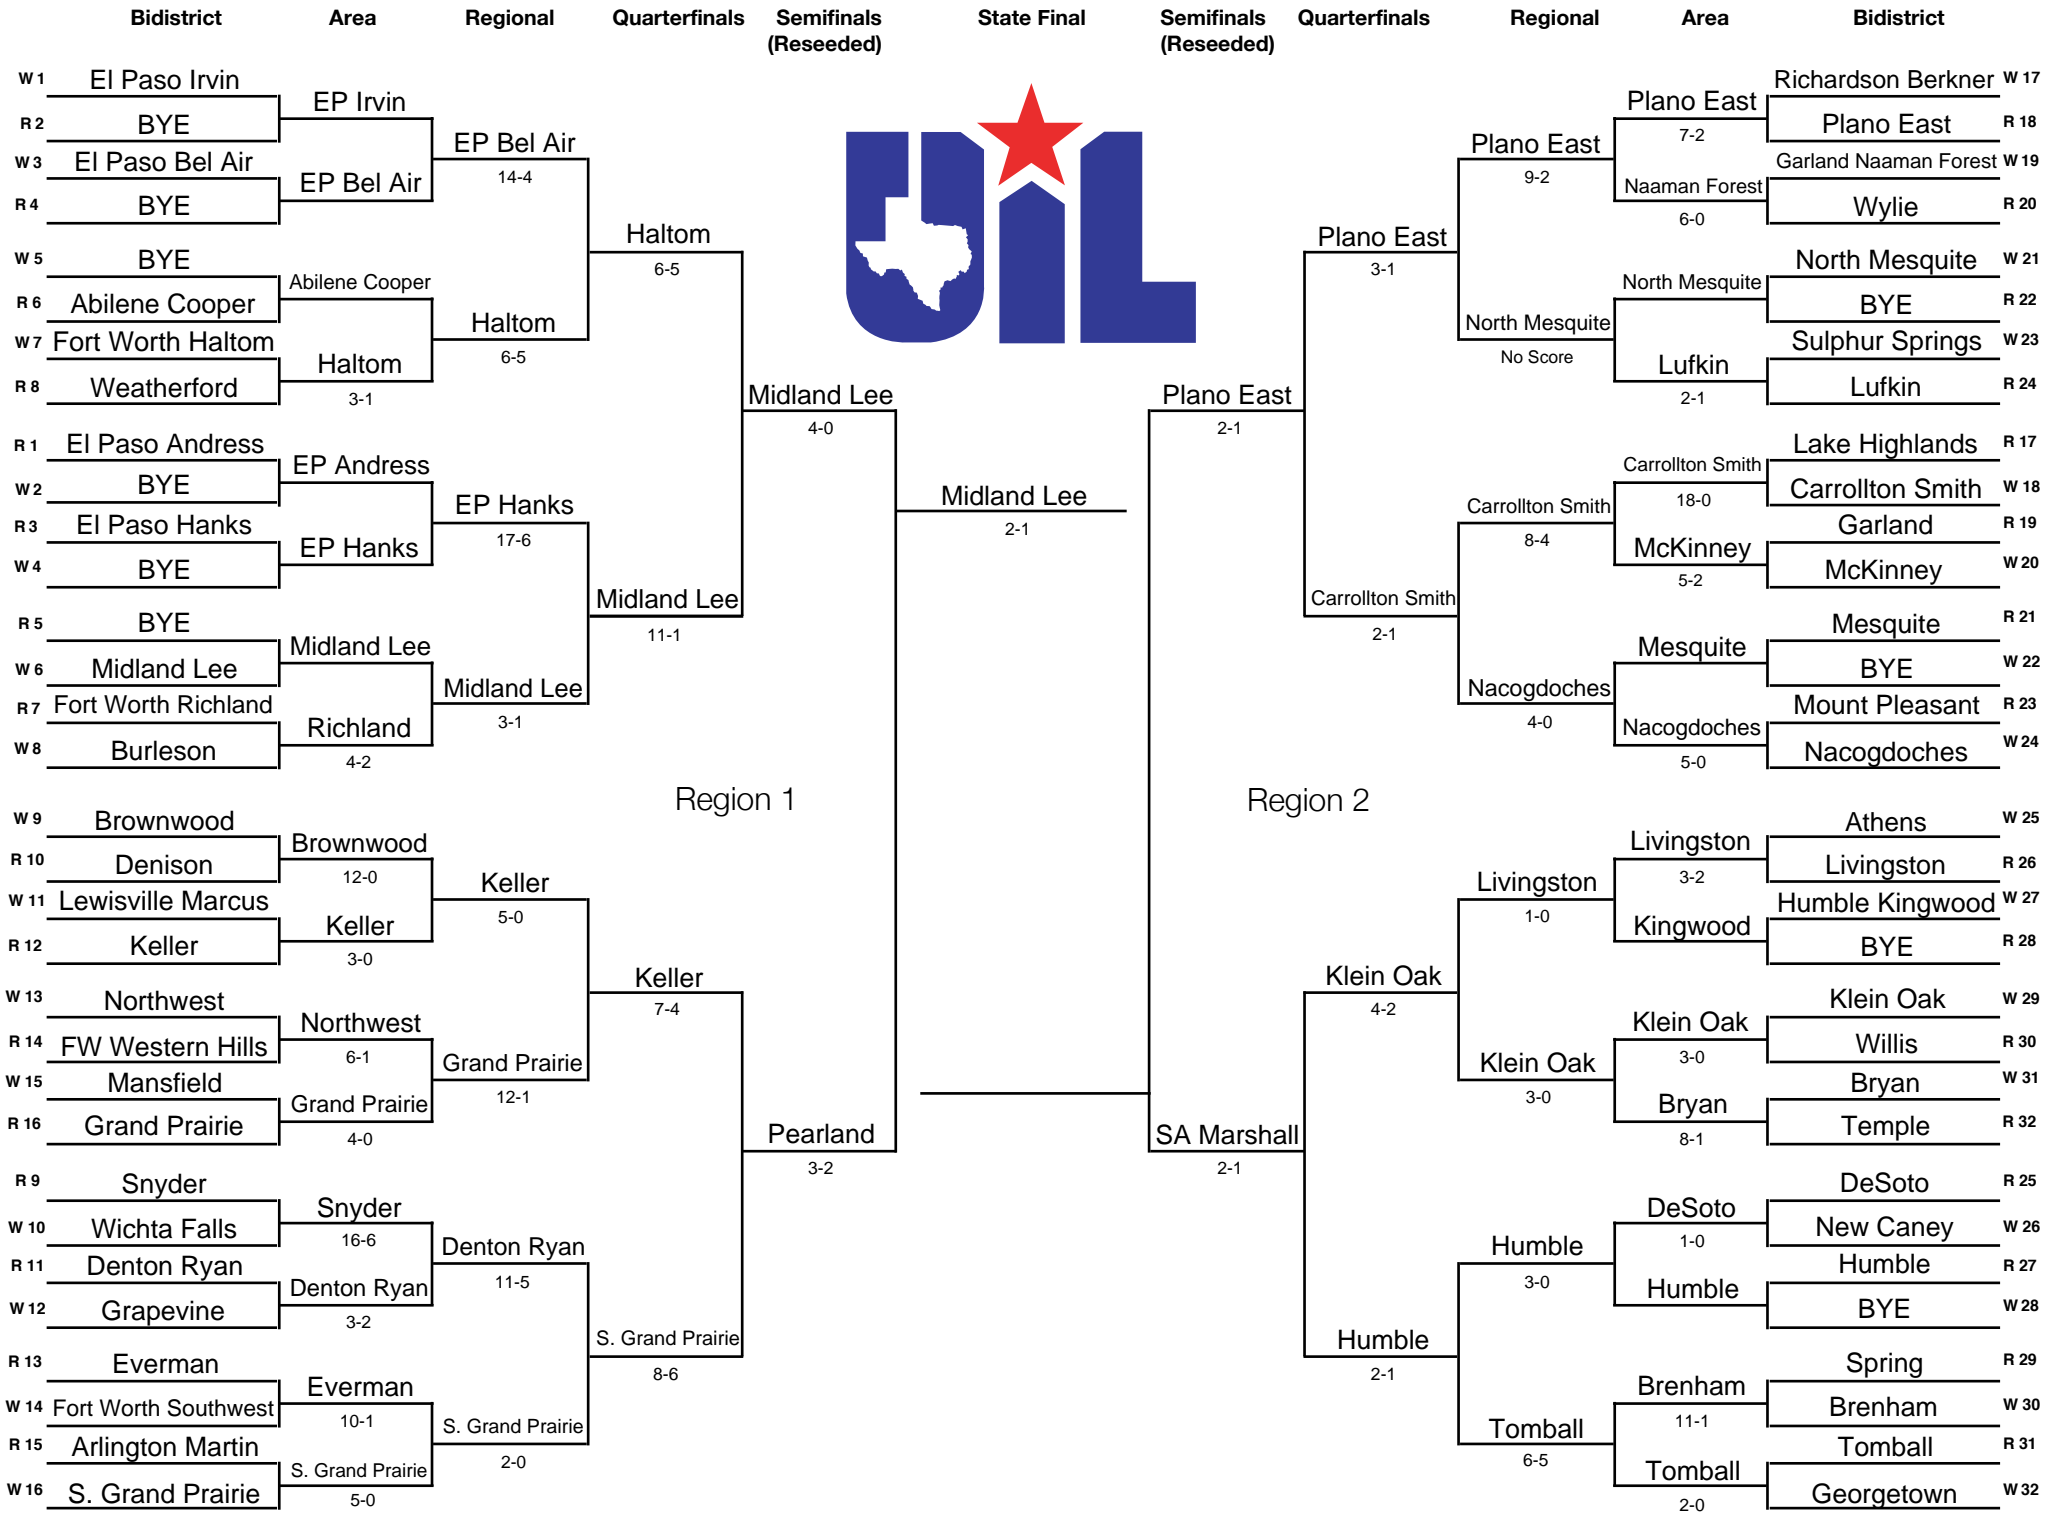 Bidistrict Area Regional Quarterfinals Semifinals State Final Semifinals Quarterfinals Regional Area Bidistrict
(Reseeded) (Reseeded)
UIL
W 1 El Paso Irvin
EP Irvin
R 2 BYE
EP Bel Air
14-4
W 3 El Paso Bel Air
EP Bel Air
R 4 BYE
Haltom
6-5
W 5 BYE
Abilene Cooper
R 6 Abilene Cooper
Haltom
6-5
W 7 Fort Worth Haltom
Haltom
3-1
R 8 Weatherford
Midland Lee
4-0
R 1 El Paso Andress
EP Andress
W 2 BYE
EP Hanks
17-6
R 3 El Paso Hanks
EP Hanks
W 4 BYE
Midland Lee
11-1
R 5 BYE
Midland Lee
W 6 Midland Lee
Midland Lee
3-1
R 7 Fort Worth Richland
Richland
4-2
W 8 Burleson
Region 1
W 9 Brownwood
Brownwood
12-0
R 10 Denison
Keller
5-0
W 11 Lewisville Marcus
Keller
3-0
R 12 Keller
Keller
7-4
W 13 Northwest
Northwest
6-1
R 14 FW Western Hills
Grand Prairie
12-1
W 15 Mansfield
Grand Prairie
4-0
R 16 Grand Prairie
Pearland
3-2
R 9 Snyder
Snyder
16-6
W 10 Wichta Falls
Denton Ryan
11-5
R 11 Denton Ryan
Denton Ryan
3-2
W 12 Grapevine
S. Grand Prairie
8-6
R 13 Everman
Everman
10-1
W 14 Fort Worth Southwest
S. Grand Prairie
2-0
R 15 Arlington Martin
S. Grand Prairie
5-0
W 16 S. Grand Prairie
Midland Lee
2-1
Richardson Berkner W 17
Plano East
7-2
Plano East R 18
Plano East
9-2
Garland Naaman Forest W 19
Naaman Forest
6-0
Wylie R 20
Plano East
3-1
North Mesquite W 21
North Mesquite
BYE R 22
North Mesquite
No Score
Sulphur Springs W 23
Lufkin
2-1
Lufkin R 24
Plano East
2-1
Lake Highlands R 17
Carrollton Smith
18-0
Carrollton Smith W 18
Carrollton Smith
8-4
Garland R 19
McKinney
5-2
McKinney W 20
Carrollton Smith
2-1
Mesquite R 21
Mesquite
BYE W 22
Nacogdoches
4-0
Mount Pleasant R 23
Nacogdoches
5-0
Nacogdoches W 24
Region 2
Athens W 25
Livingston
3-2
Livingston R 26
Livingston
1-0
Humble Kingwood W 27
Kingwood
BYE R 28
Klein Oak
4-2
Klein Oak W 29
Klein Oak
3-0
Willis R 30
Klein Oak
3-0
Bryan W 31
Bryan
8-1
Temple R 32
SA Marshall
2-1
DeSoto R 25
DeSoto
1-0
New Caney W 26
Humble
3-0
Humble R 27
Humble
BYE W 28
Humble
2-1
Spring R 29
Brenham
11-1
Brenham W 30
Tomball
6-5
Tomball R 31
Tomball
2-0
Georgetown W 32